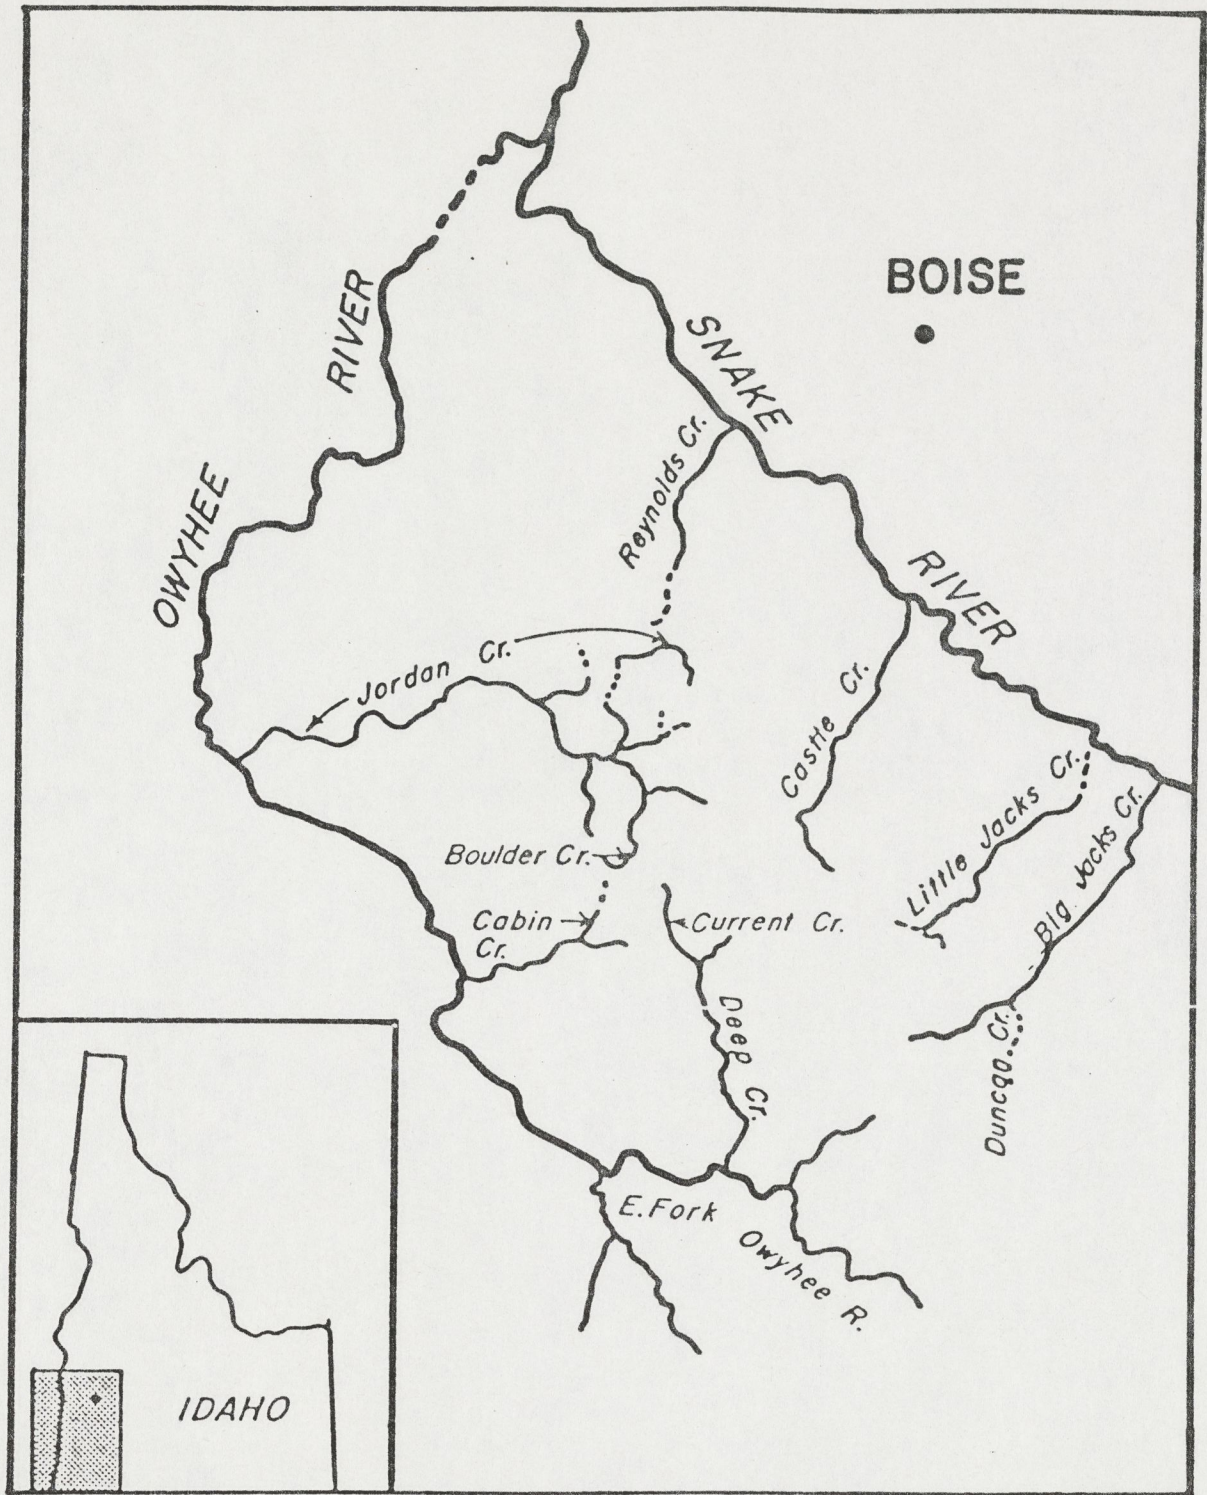 BOISE
SNAKE
RIVER
OWYHEE
RIVER
Reynolds Cr.
Jordan Cr.
Castle Cr.
Little Jacks Cr.
BIg Jacks Cr.
Boulder Cr.
Cabin
Cr.
Current Cr.
Deep Cr.
Duncan Cr.
E. Fork Owyhee R.
IDAHO